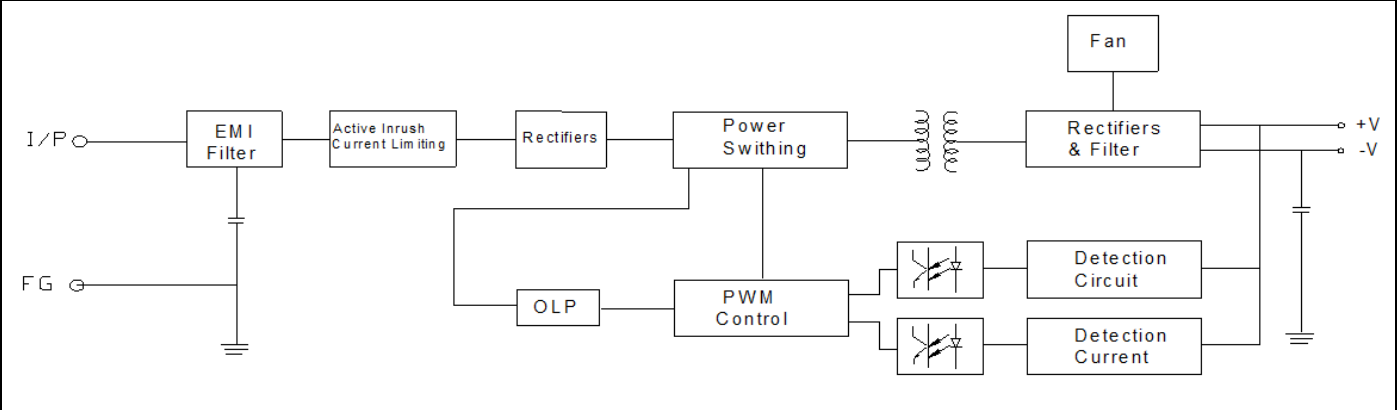 Fan
I/P
EMI
Filter
Active Inrush
Current Limiting
Rectifiers
Power
Swithing
Rectifiers
& Filter
+V
-V
FG
OLP
PWM
Control
Detection
Circuit
Detection
Current